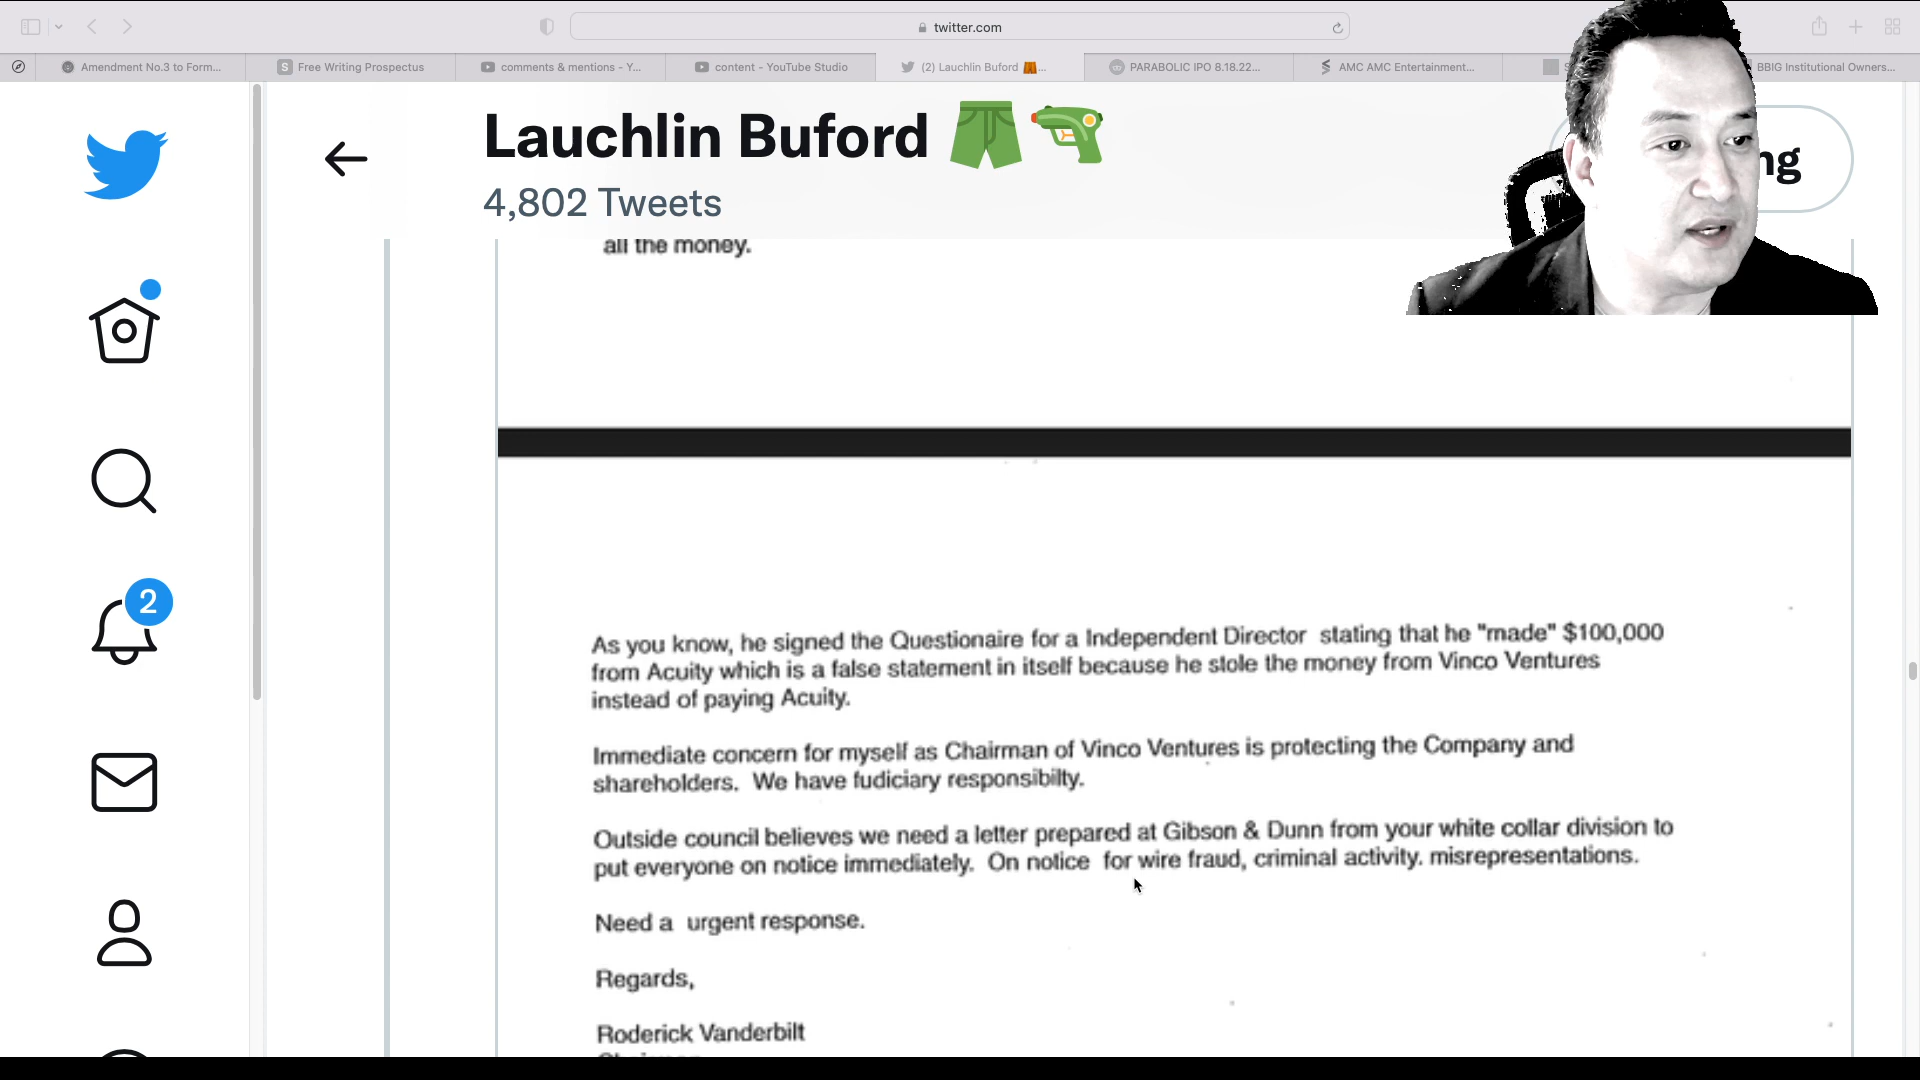 twitter.com
Amendment No.3 to Form...
S Free Writing Prospectus
comments & mentions - Y...
content - YouTube Studio
(2) Lauchlin Buford
PARABOLIC IPO 8.18.22...
AMC AMC Entertainment...
BBIG Institutional Owners...
Lauchlin Buford
4,802 Tweets
ng
all the money.
2
As you know, he signed the Questionaire for a Independent Director stating that he "made" $100,000
from Acuity which is a false statement in itself because he stole the money from Vinco Ventures
instead of paying Acuity.
Immediate concern for myself as Chairman of Vinco Ventures is protecting the Company and
shareholders. We have fudiciary responsibilty.
Outside council believes we need a letter prepared at Gibson & Dunn from your white collar division to
put everyone on notice immediately. On notice for wire fraud, criminal activity. misrepresentations.
Need a urgent response.
Regards,
Roderick Vanderbilt